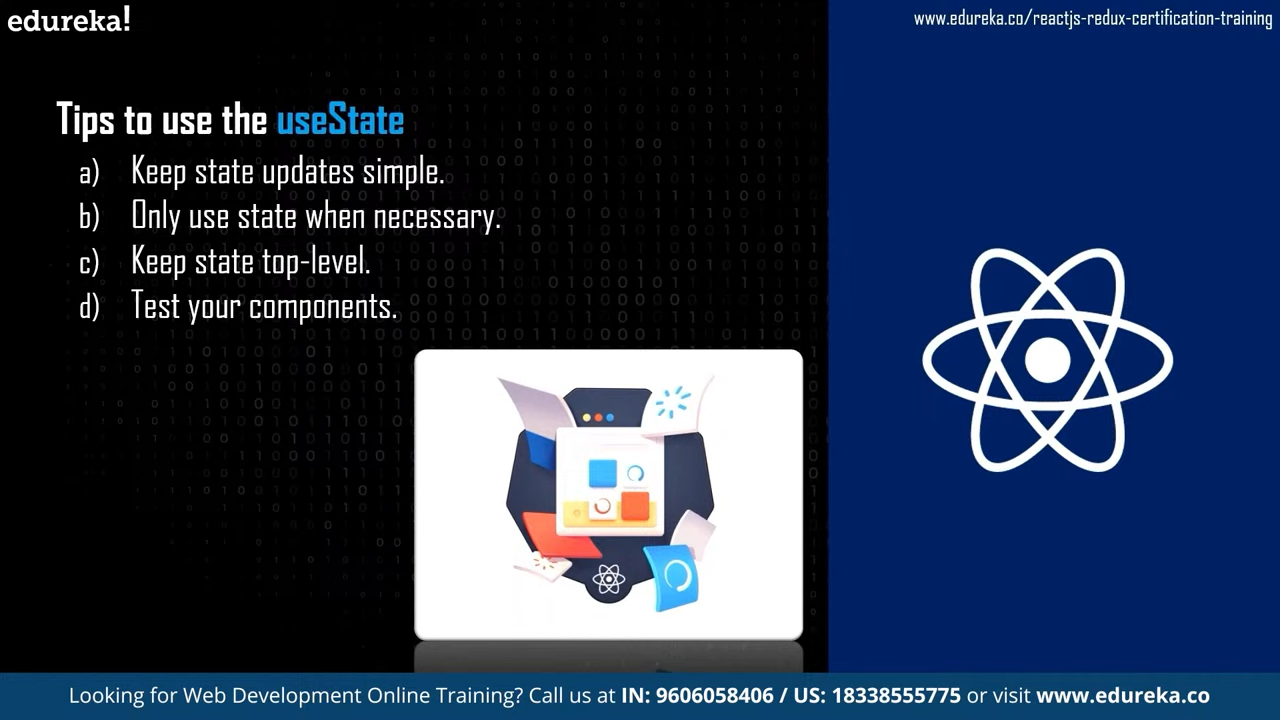 edureka!
www.edureka.co/reactjs-redux-certification-training
Tips to use the useState
a) Keep state updates simple.
b) Only use state when necessary.
c) Keep state top-level.
d) Test your components.
Looking for Web Development Online Training? Call us at IN: 9606058406 / US: 18338555775 or visit www.edureka.co